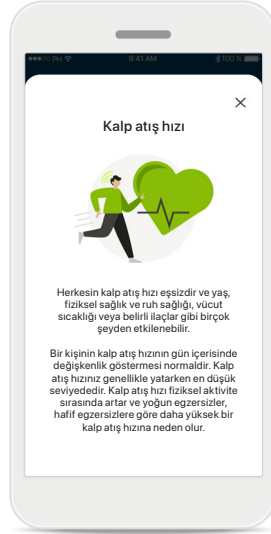 PH 9:41 AM 100 %
Kalp atış hızı
Herkesin kalp atış hızı eşsizdir ve yaş,
fiziksel sağlık ve ruh sağlığı, vücut
sıcaklığı veya belirli ilaçlar gibi birçok
şeyden etkilenebilir.
Bir kişinin kalp atış hızının gün içerisinde
değişkenlik göstermesi normaldir. Kalp
atış hızınız genellikle yatarken en düşük
seviyededir. Kalp atış hızı fiziksel aktivite
sırasında artar ve yoğun egzersizler,
hafif egzersizlere göre daha yüksek bir
kalp atış hızına neden olur.